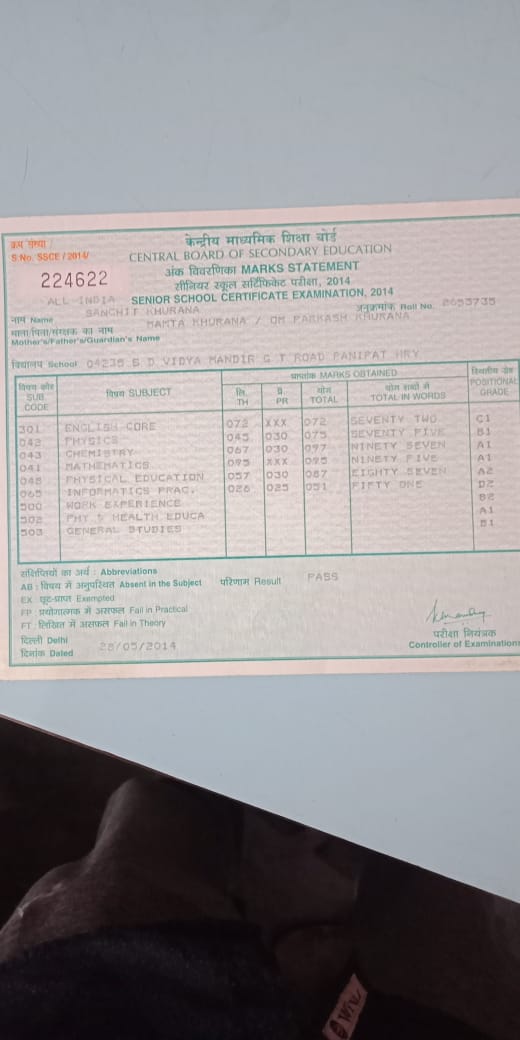 क्रम संख्या /
S.No. SSCE / 2014/
224622
केन्द्रीय माध्यमिक शिक्षा बोर्ड
CENTRAL BOARD OF SECONDARY EDUCATION
अंक विवरणिका MARKS STATEMENT
सीनियर स्कूल सर्टिफिकेट परीक्षा, 2014
ALL INDIA SENIOR SCHOOL CERTIFICATE EXAMINATION, 2014
नाम Name SANCHIT KHURANA अनुक्रमांक Roll No. 2633735
माता/पिता/संरक्षक का नाम MAMTA KHURANA / OM PARKASH KHURANA
Mother's/Father's/Guardian's Name
विद्यालय School 04235 S D VIDYA MANDIR G T ROAD PANIPAT HRY
विषय कोड SUB. CODE विषय SUBJECT प्राप्तांक MARKS OBTAINED स्थितीय ग्रेड POSITIONAL GRADE
लि. TH प्र. PR योग TOTAL योग शब्दों में TOTAL IN WORDS
301 ENGLISH CORE 072 XXX 072 SEVENTY TWO C1
042 PHYSICS 045 030 075 SEVENTY FIVE B1
043 CHEMISTRY 067 030 097 NINETY SEVEN A1
041 MATHEMATICS 095 XXX 095 NINETY FIVE A1
048 PHYSICAL EDUCATION 057 030 087 EIGHTY SEVEN A2
065 INFORMATICS PRAC. 026 025 051 FIFTY ONE D2
500 WORK EXPERIENCE B2
502 PHY & HEALTH EDUCA A1
503 GENERAL STUDIES B1
संक्षिप्तियों का अर्थ : Abbreviations
AB : विषय में अनुपस्थित Absent in the Subject परिणाम Result PASS
EX : छूट-प्राप्त Exempted
FP : प्रयोगात्मक में असफल Fail in Practical
FT : लिखित में असफल Fail in Theory
दिल्ली Delhi
दिनांक Dated 28/05/2014
परीक्षा नियंत्रक
Controller of Examinations